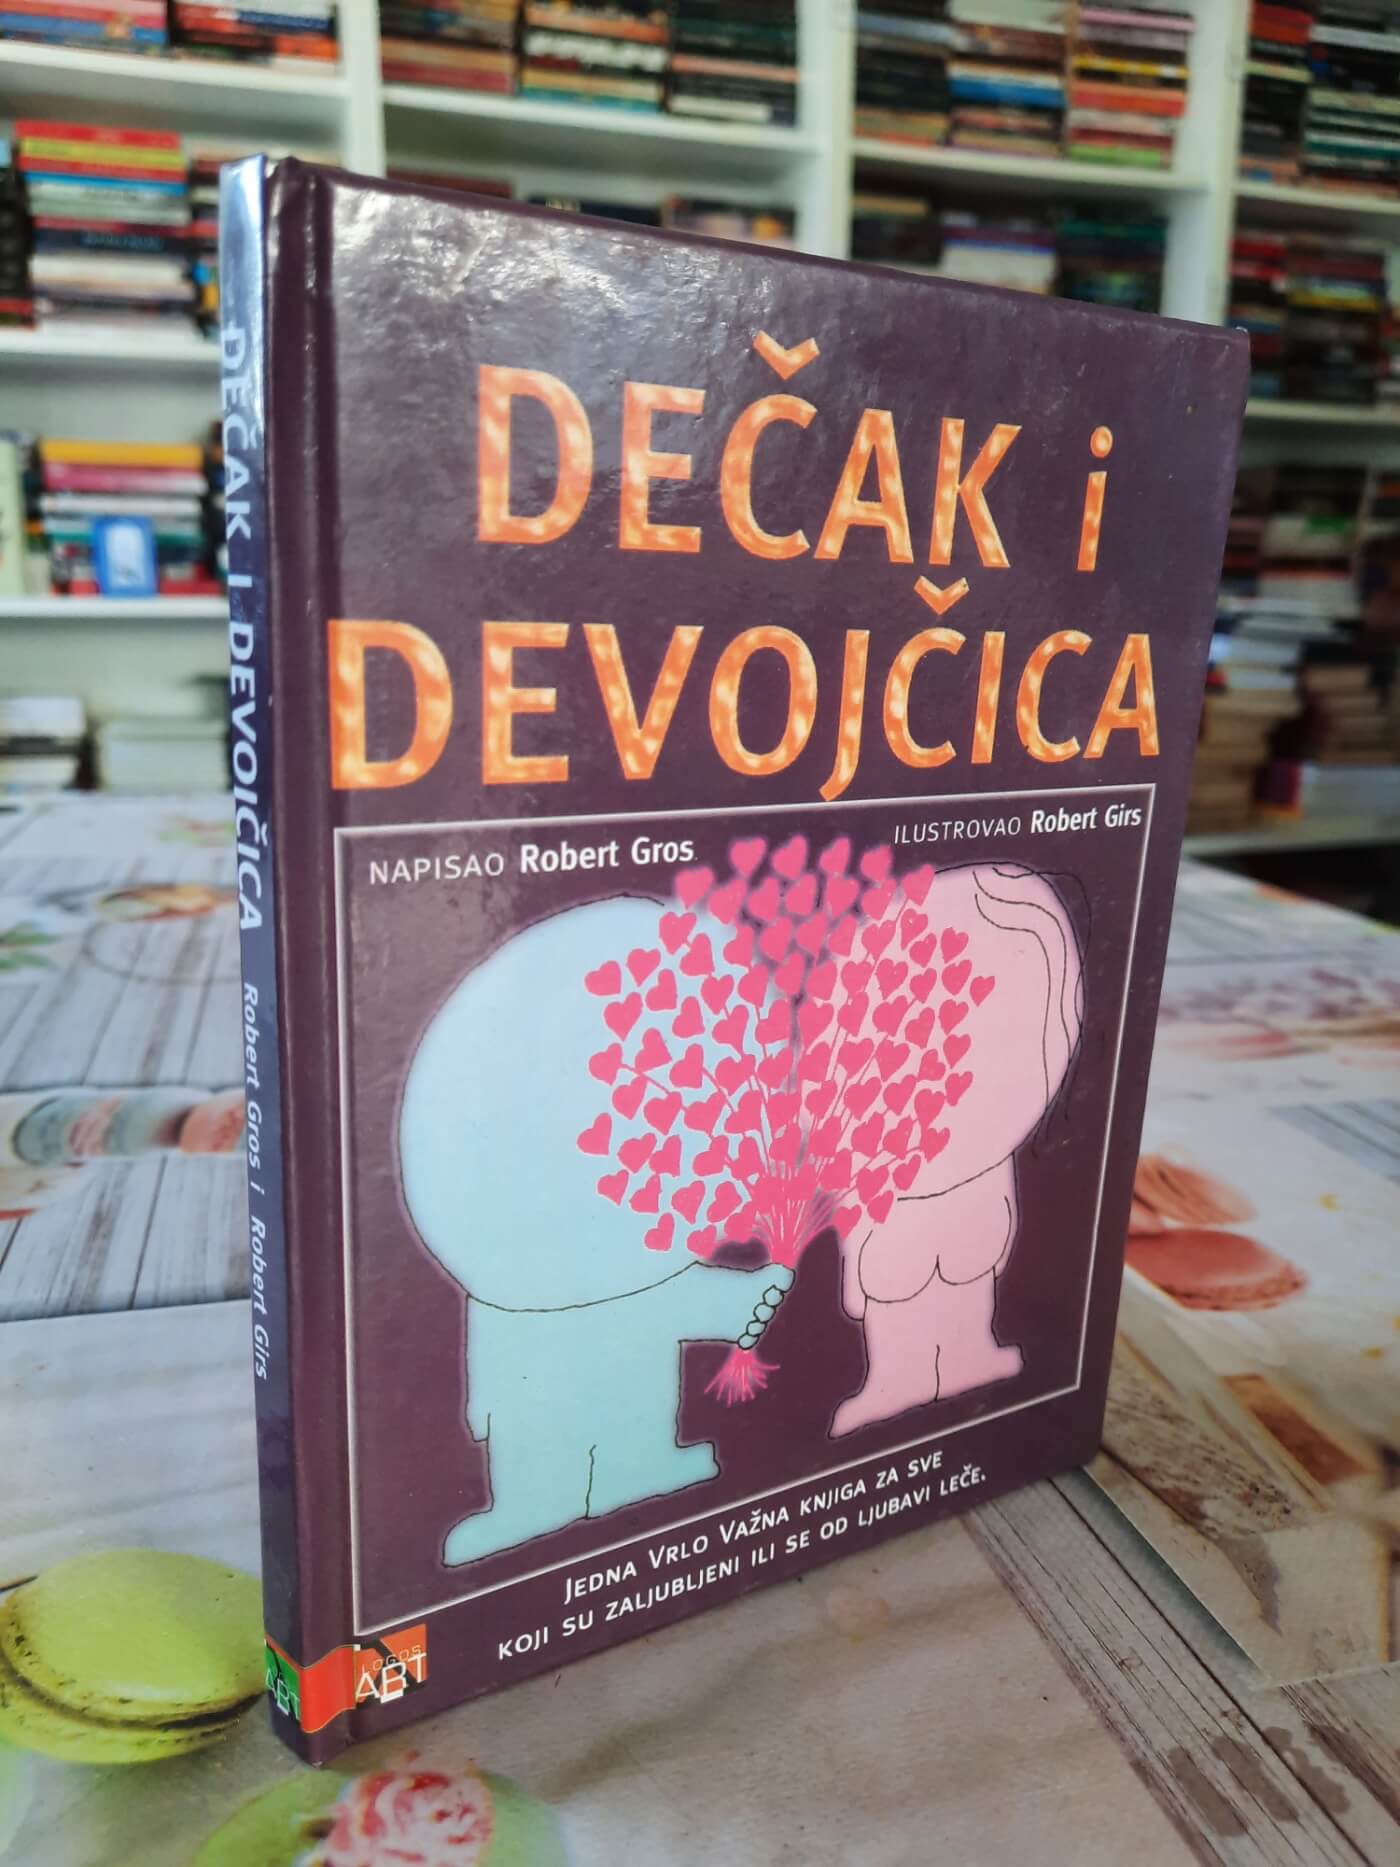 DEČAK i
DEVOJČICA
NAPISAO Robert Gros.
ILUSTROVAO Robert Girs
JEDNA VRLO VAŽNA KNJIGA ZA SVE
KOJI SU ZALJUBLJENI ILI SE OD LJUBAVI LEČE.
LOGOS
ART
DEČAK I DEVOJČICA Robert Gros i Robert Girs
ART